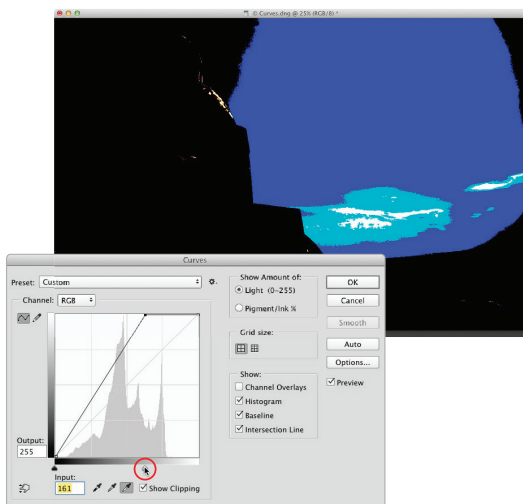 © Curves.dng @ 25% (RGB/8) *
Curves
Preset: Custom
Channel: RGB
Output:
255
Input:
161
Show Clipping
Show Amount of:
Light (0-255)
Pigment/Ink %
Grid size:
Show:
Channel Overlays
Histogram
Baseline
Intersection Line
OK
Cancel
Smooth
Auto
Options...
Preview